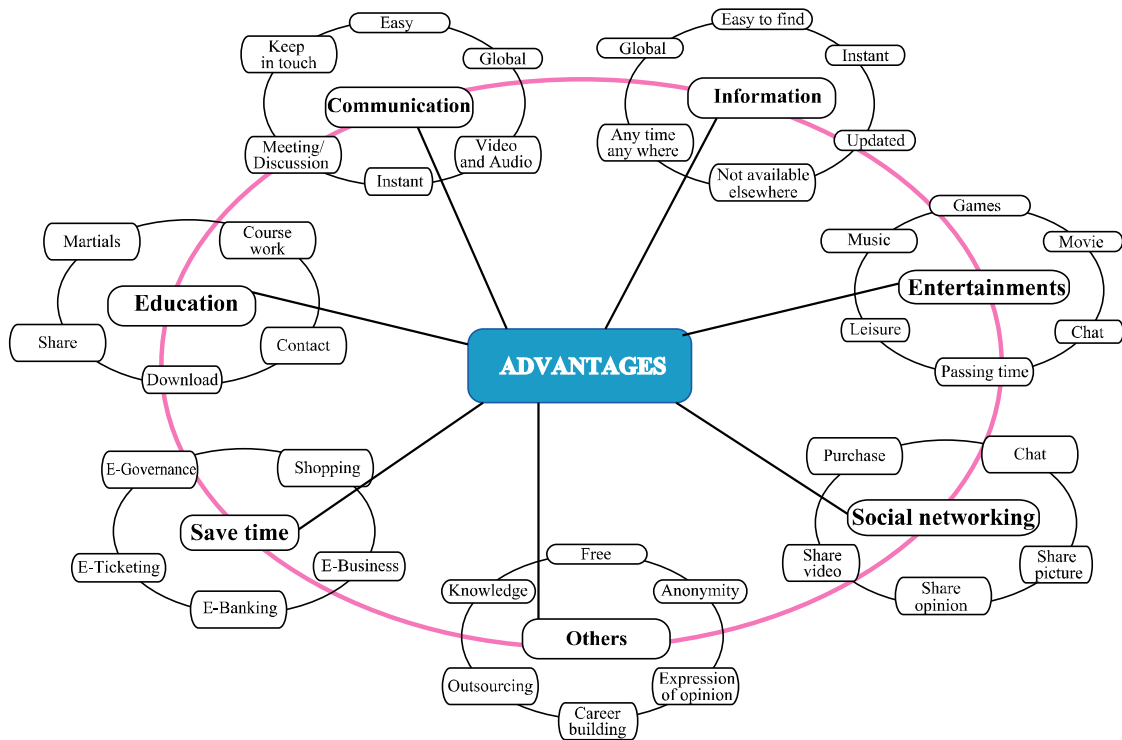 ADVANTAGES
Communication
Easy
Global
Video
and Audio
Instant
Meeting/
Discussion
Keep
in touch
Information
Easy to find
Instant
Updated
Not available
elsewhere
Any time
any where
Global
Entertainments
Games
Movie
Chat
Passing time
Leisure
Music
Social networking
Purchase
Chat
Share
picture
Share
opinion
Share
video
Others
Free
Anonymity
Expression
of opinion
Career
building
Outsourcing
Knowledge
Save time
E-Governance
Shopping
E-Business
E-Banking
E-Ticketing
Education
Martials
Course
work
Contact
Download
Share